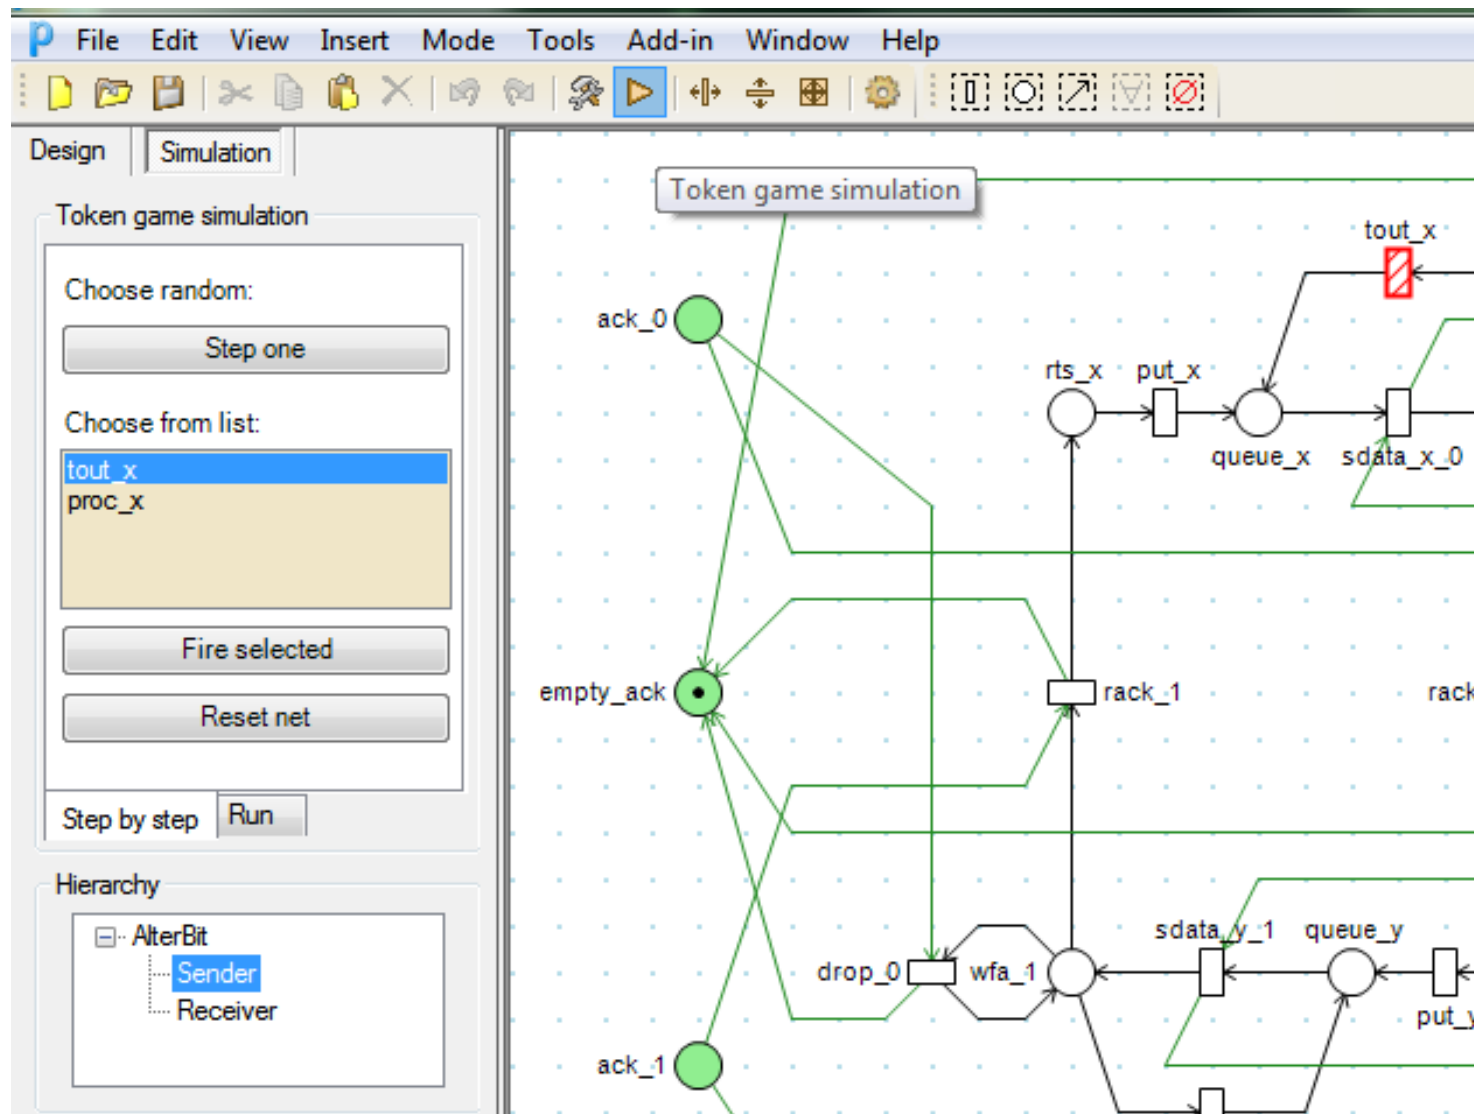 File Edit View Insert Mode Tools Add-in Window Help
Design Simulation
Token game simulation
Choose random:
Step one
Choose from list:
tout_x
proc_x
Fire selected
Reset net
Step by step Run
Hierarchy
AlterBit
Sender
Receiver
Token game simulation
tout_x
ack_0
rts_x put_x
queue_x sdata_x_0
empty_ack rack_1 rack
sdata_y_1 queue_y
drop_0 wfa_1
put_y
ack_1